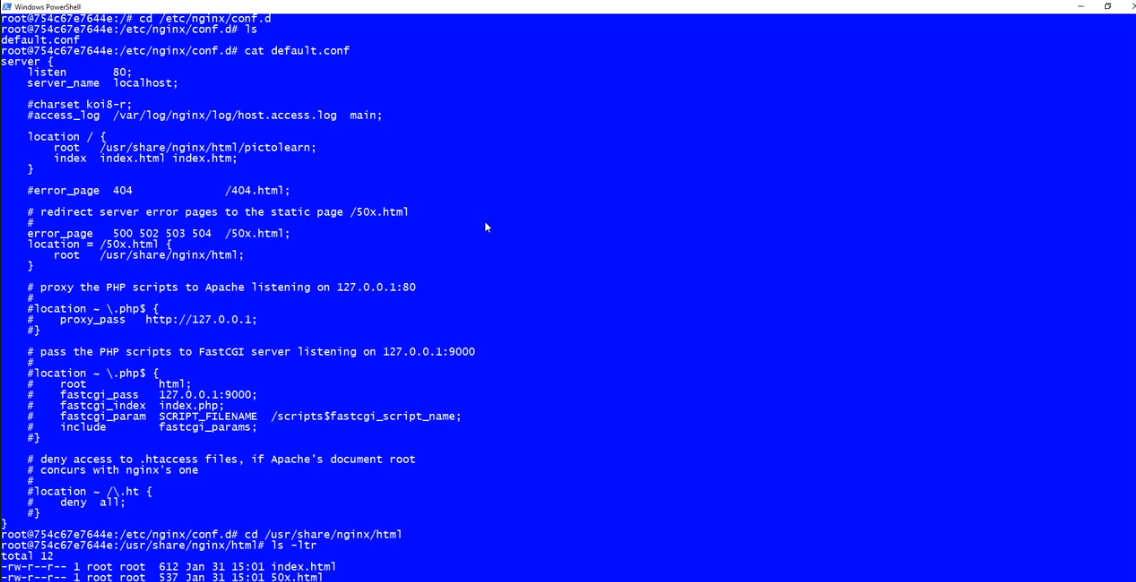 Windows PowerShell
root@754c67e7644e:/# cd /etc/nginx/conf.d
root@754c67e7644e:/etc/nginx/conf.d# ls
default.conf
root@754c67e7644e:/etc/nginx/conf.d# cat default.conf
server {
    listen       80;
    server_name  localhost;

    #charset koi8-r;
    #access_log  /var/log/nginx/log/host.access.log  main;

    location / {
        root   /usr/share/nginx/html/pictolearn;
        index  index.html index.htm;
    }

    #error_page  404              /404.html;

    # redirect server error pages to the static page /50x.html
    #
    error_page   500 502 503 504  /50x.html;
    location = /50x.html {
        root   /usr/share/nginx/html;
    }

    # proxy the PHP scripts to Apache listening on 127.0.0.1:80
    #
    #location ~ \.php$ {
    #    proxy_pass   http://127.0.0.1;
    #}

    # pass the PHP scripts to FastCGI server listening on 127.0.0.1:9000
    #
    #location ~ \.php$ {
    #    root           html;
    #    fastcgi_pass   127.0.0.1:9000;
    #    fastcgi_index  index.php;
    #    fastcgi_param  SCRIPT_FILENAME  /scripts$fastcgi_script_name;
    #    include        fastcgi_params;
    #}

    # deny access to .htaccess files, if Apache's document root
    # concurs with nginx's one
    #
    #location ~ /\.ht {
    #    deny  all;
    #}
}
root@754c67e7644e:/etc/nginx/conf.d# cd /usr/share/nginx/html
root@754c67e7644e:/usr/share/nginx/html# ls -ltr
total 12
-rw-r--r-- 1 root root  612 Jan 31 15:01 index.html
-rw-r--r-- 1 root root  537 Jan 31 15:01 50x.html